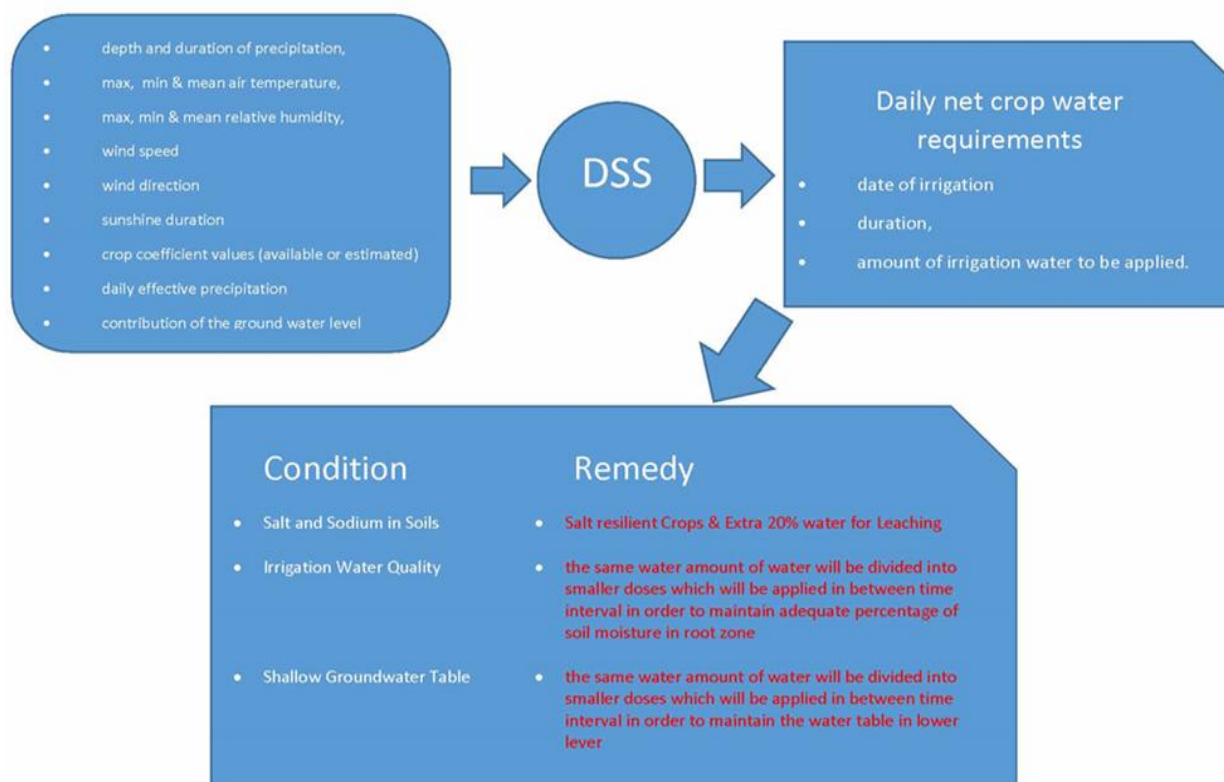 depth and duration of precipitation,
max, min & mean air temperature,
max, min & mean relative humidity,
wind speed
wind direction
sunshine duration
crop coefficient values (available or estimated)
daily effective precipitation
contribution of the ground water level
DSS
Daily net crop water
requirements
date of irrigation
duration,
amount of irrigation water to be applied.
Condition
Remedy
Salt and Sodium in Soils
Salt resilient Crops & Extra 20% water for Leaching
Irrigation Water Quality
the same water amount of water will be divided into
smaller doses which will be applied in between time
interval in order to maintain adequate percentage of
soil moisture in root zone
Shallow Groundwater Table
the same water amount of water will be divided into
smaller doses which will be applied in between time
interval in order to maintain the water table in lower
lever